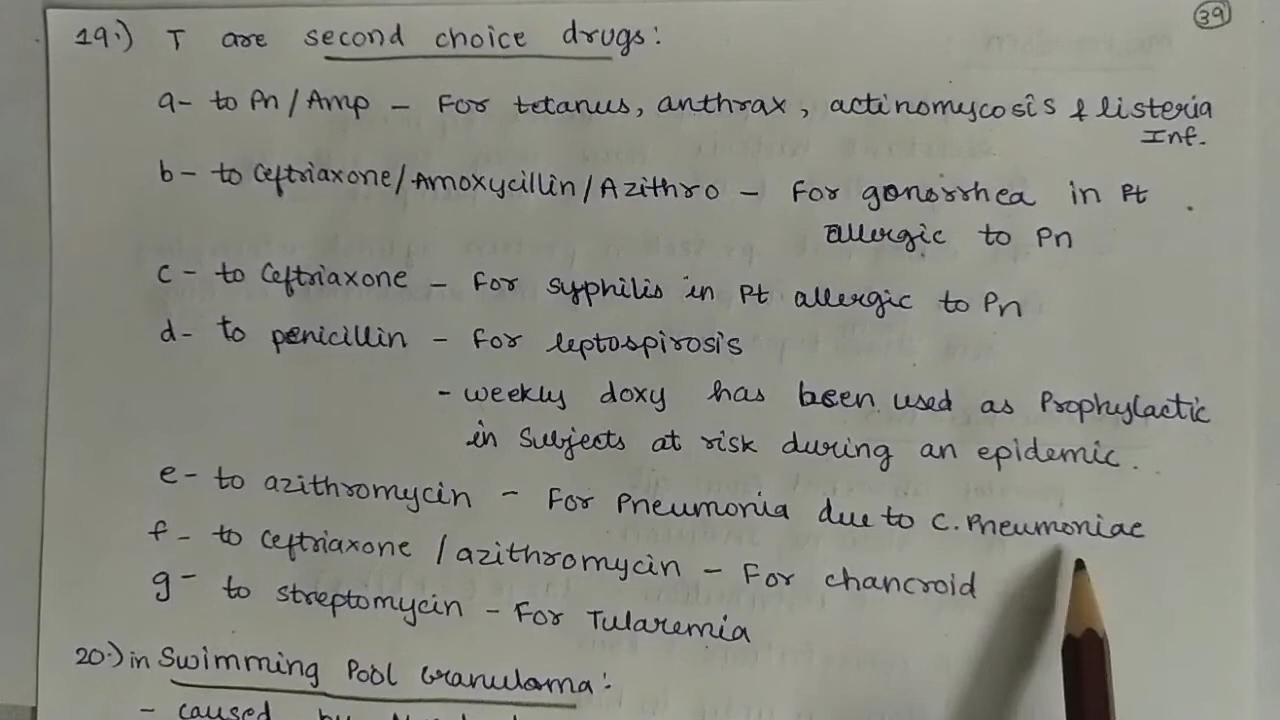 39
19.) T are second choice drugs:
a- to Pn/Amp - For tetanus, anthrax, actinomycosis & listeria
Inf.
b- to Ceftriaxone/Amoxycillin/Azithro - For gonorrhea in Pt
allergic to Pn
c- to Ceftriaxone - For syphilis in Pt allergic to Pn
d- to penicillin - For leptospirosis
- weekly doxy has been used as Prophylactic
in Subjects at risk during an epidemic.
e- to azithromycin - For Pneumonia due to C. Pneumoniae
f- to Ceftriaxone /azithromycin - For chancroid
g- to streptomycin - For Tularemia
20.) in Swimming Pool Granuloma:
- caused by